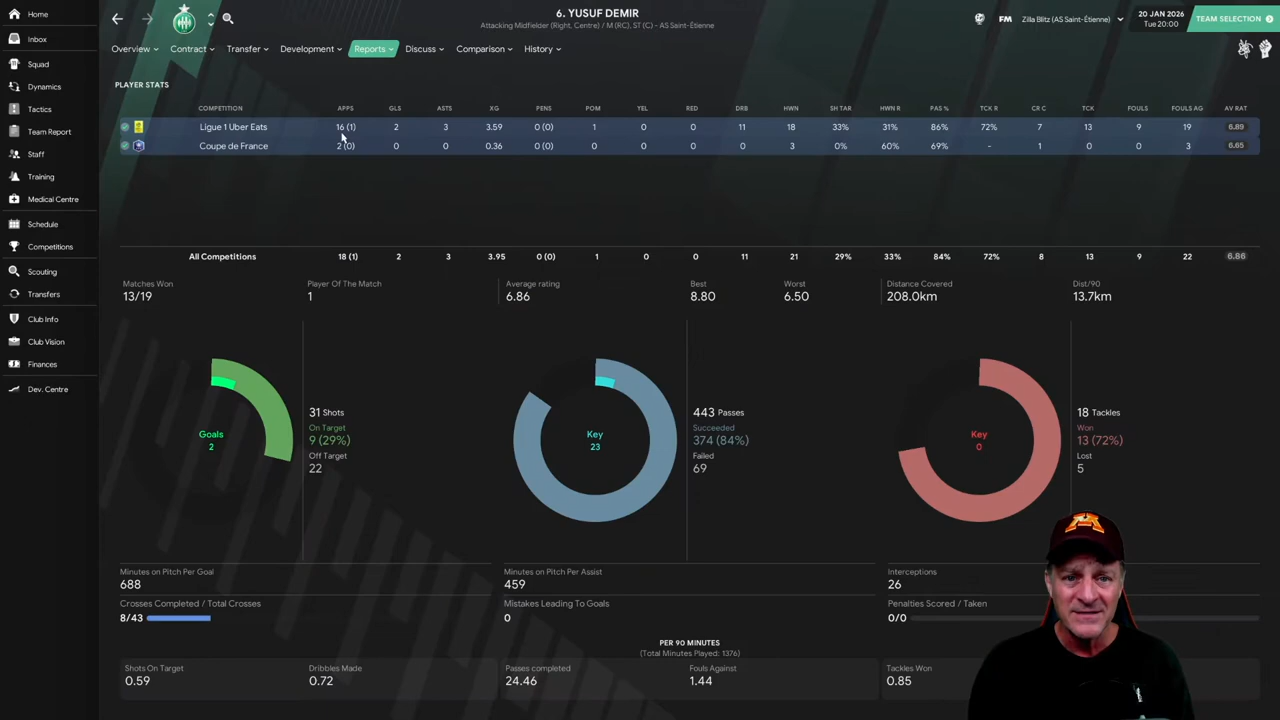 Home
6. YUSUF DEMIR
Attacking Midfielder (Right, Centre) / M (RC), ST (C) - AS Saint-Étienne
FM Zilla Blitz (AS Saint-Étienne)
20 JAN 2026
Tue 20:00
TEAM SELECTION
Inbox
Squad
Dynamics
Tactics
Team Report
Staff
Training
Medical Centre
Schedule
Competitions
Scouting
Transfers
Club Info
Club Vision
Finances
Dev. Centre
Overview Contract Transfer Development Reports Discuss Comparison History
PLAYER STATS
COMPETITION APPS GLS ASTS XG PENS POM YEL RED DRB HWN SH TAR HWN R PAS % TCK R CR C TCK FOULS FOULS AG AV RAT
Ligue 1 Uber Eats 16 (1) 2 3 3.59 0 (0) 1 0 0 11 18 33% 31% 86% 72% 7 13 9 19 6.89
Coupe de France 2 (0) 0 0 0.36 0 (0) 0 0 0 0 3 0% 60% 69% - 1 0 0 3 6.65
All Competitions 18 (1) 2 3 3.95 0 (0) 1 0 0 11 21 29% 33% 84% 72% 8 13 9 22 6.86
Matches Won Player Of The Match Average rating Best Worst Distance Covered Dist/90
13/19 1 6.86 8.80 6.50 208.0km 13.7km
Goals
2
31 Shots
On Target
9 (29%)
Off Target
22
Key
23
443 Passes
Succeeded
374 (84%)
Failed
69
Key
0
18 Tackles
Won
13 (72%)
Lost
5
Minutes on Pitch Per Goal Minutes on Pitch Per Assist Interceptions
688 459 26
Crosses Completed / Total Crosses Mistakes Leading To Goals Penalties Scored / Taken
8/43 0 0/0
PER 90 MINUTES
(Total Minutes Played: 1376)
Shots On Target Dribbles Made Passes completed Fouls Against Tackles Won
0.59 0.72 24.46 1.44 0.85